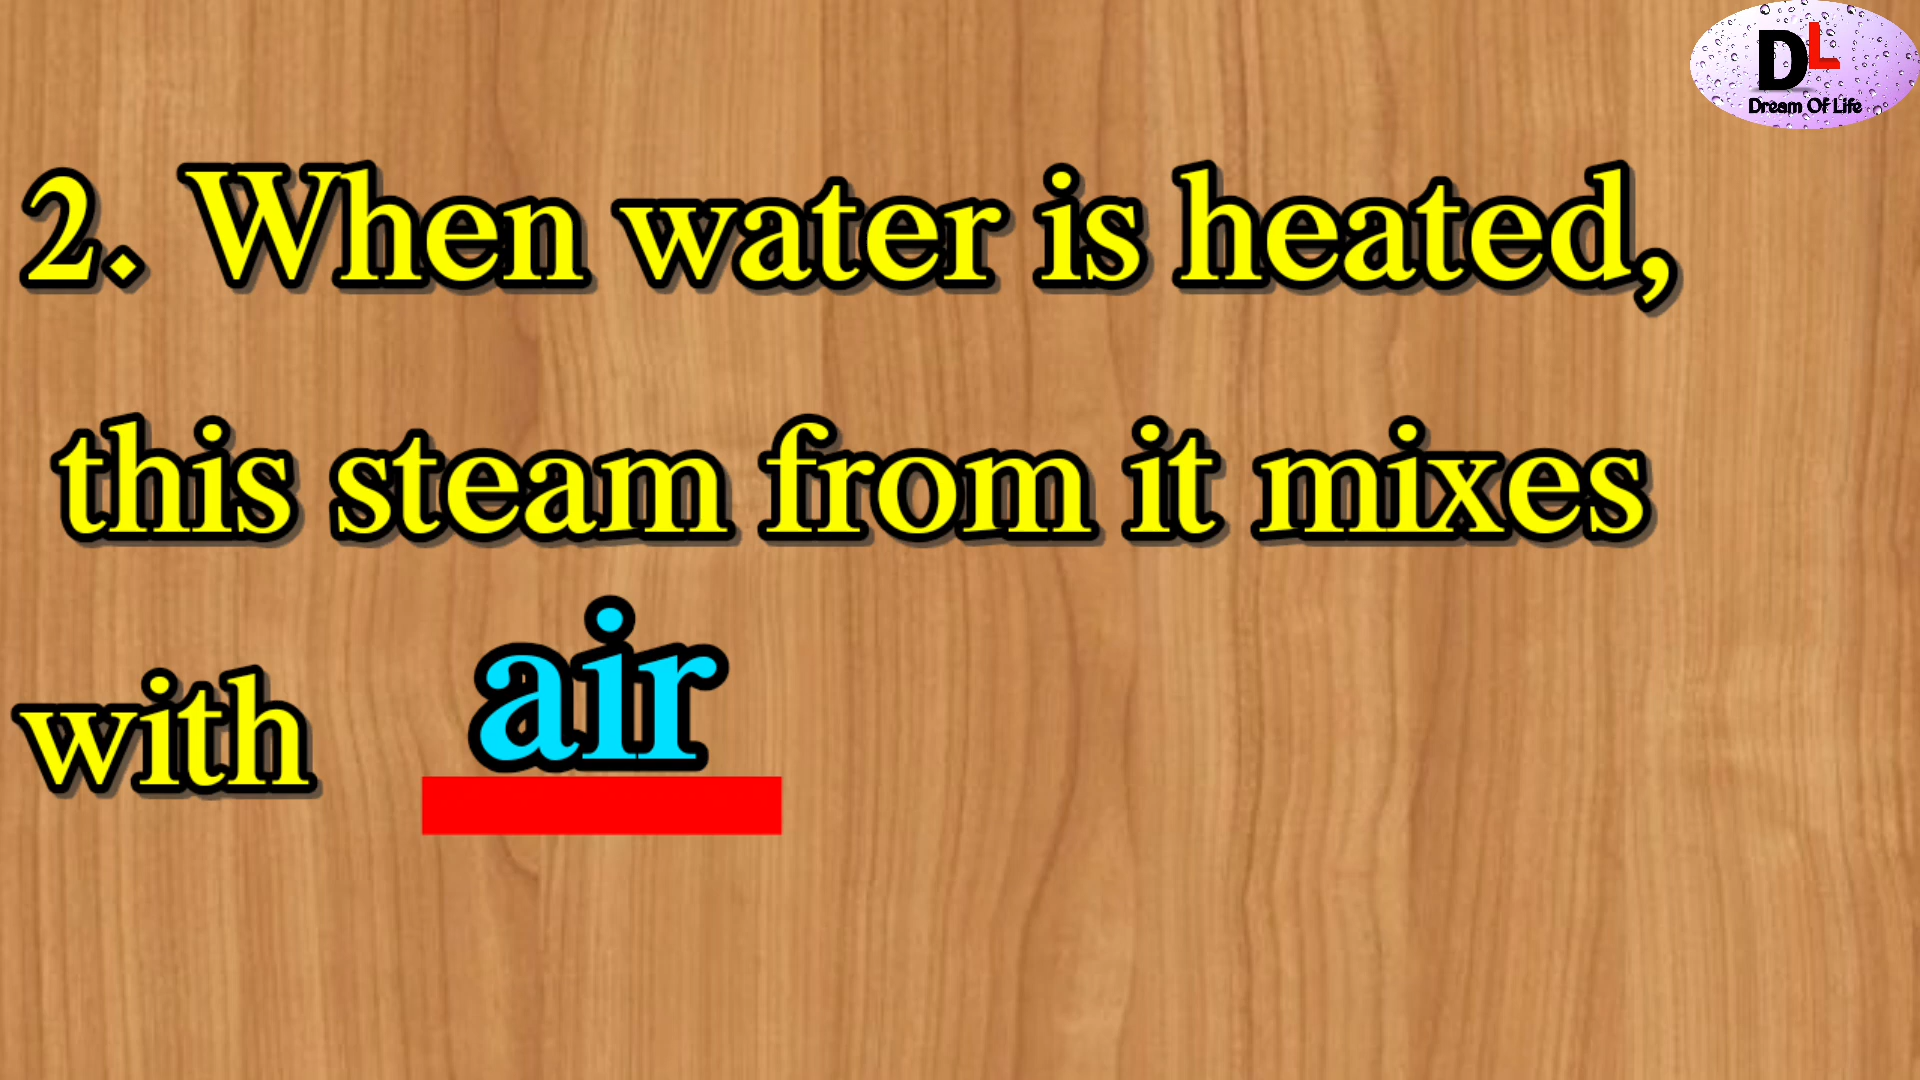 DL
Dream Of Life
2. When water is heated,
this steam from it mixes
with air